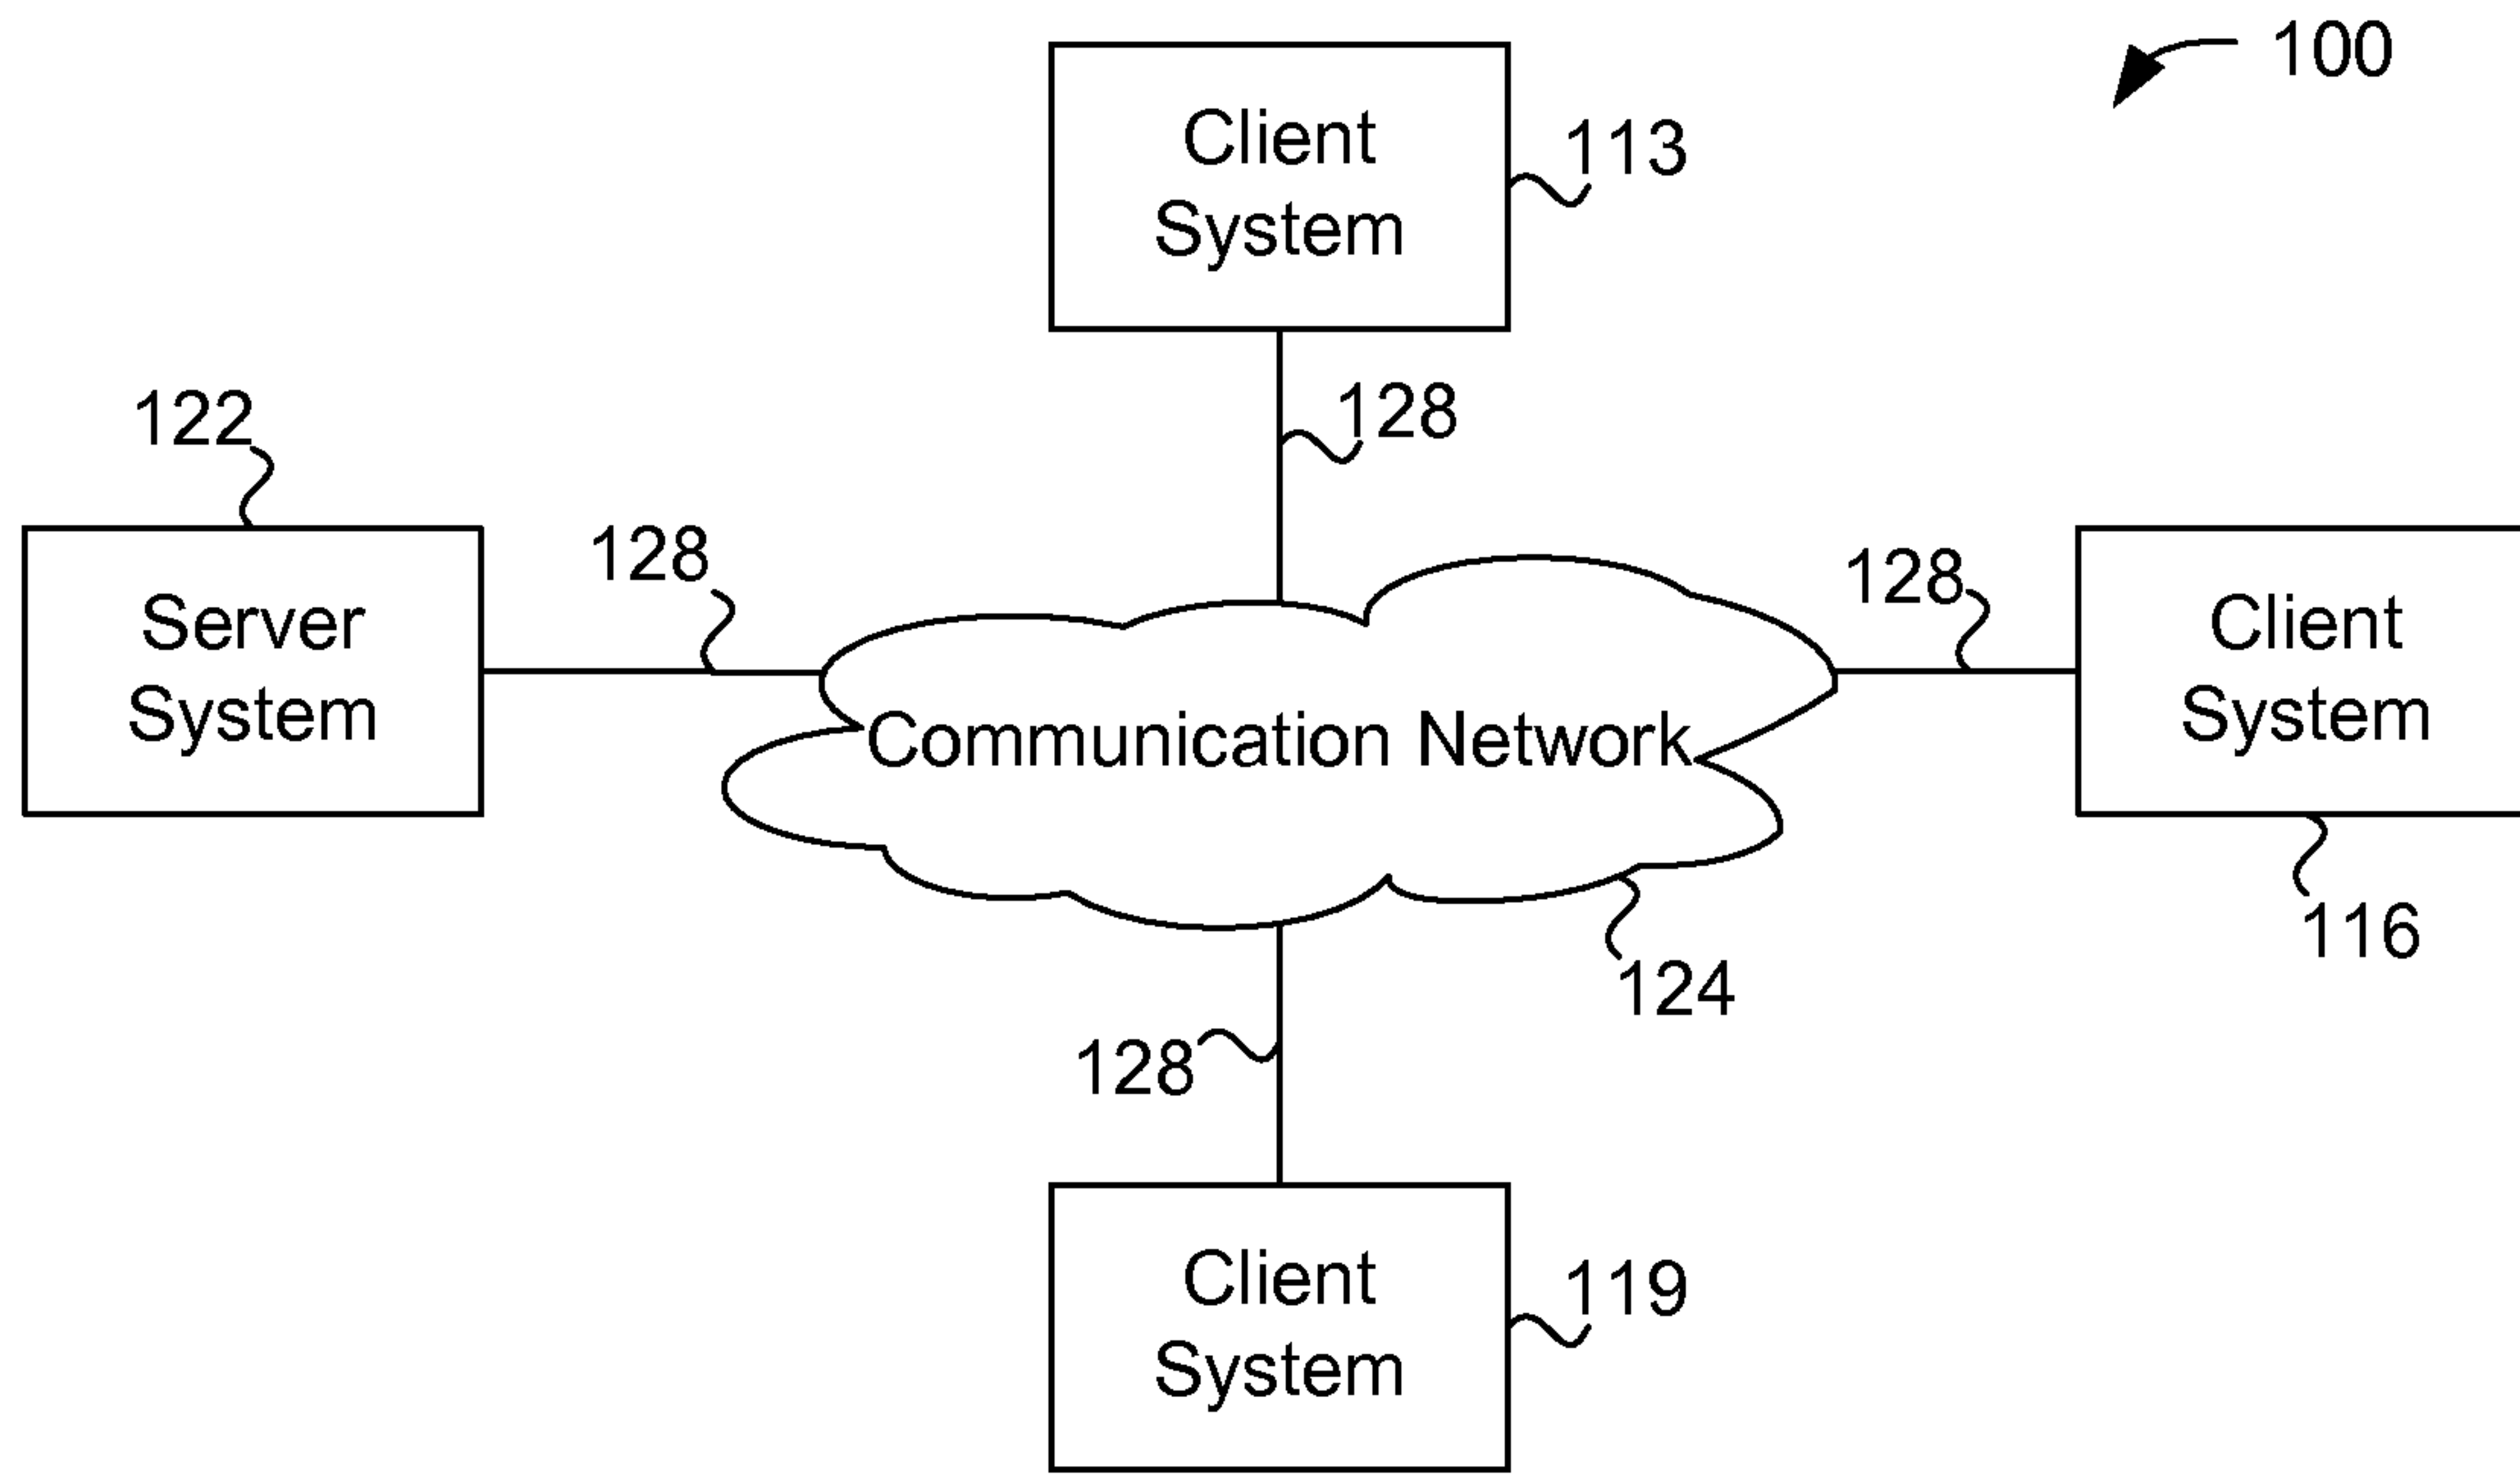 100
Client
System
113
128
122
128
128
Server
System
Client
System
Communication Network
116
124
128
Client
System
119